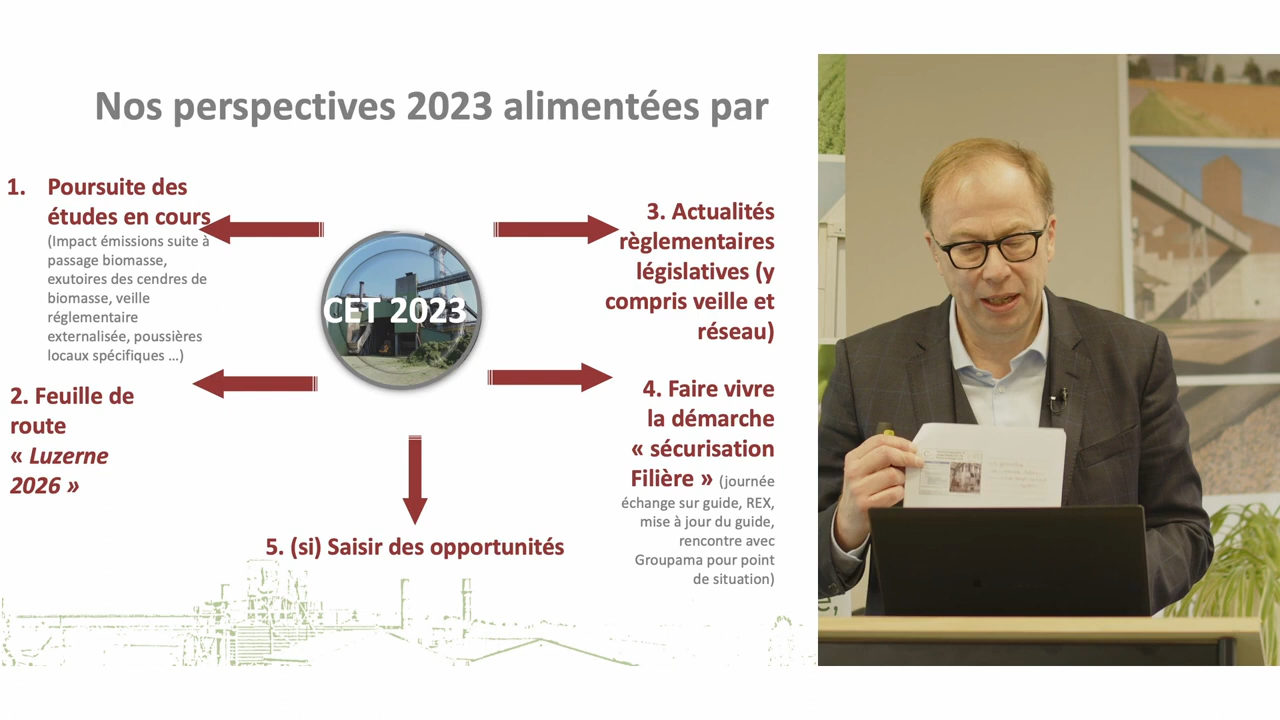 Nos perspectives 2023 alimentées par
1. Poursuite des
études en cours
(Impact émissions suite à
passage biomasse,
exutoires des cendres de
biomasse, veille
réglementaire
externalisée, poussières
locaux spécifiques …)
2. Feuille de
route
« Luzerne
2026 »
CET 2023
3. Actualités
règlementaires
législatives (y
compris veille et
réseau)
4. Faire vivre
la démarche
« sécurisation
Filière » (journée
échange sur guide, REX,
mise à jour du guide,
rencontre avec
Groupama pour point
de situation)
5. (si) Saisir des opportunités